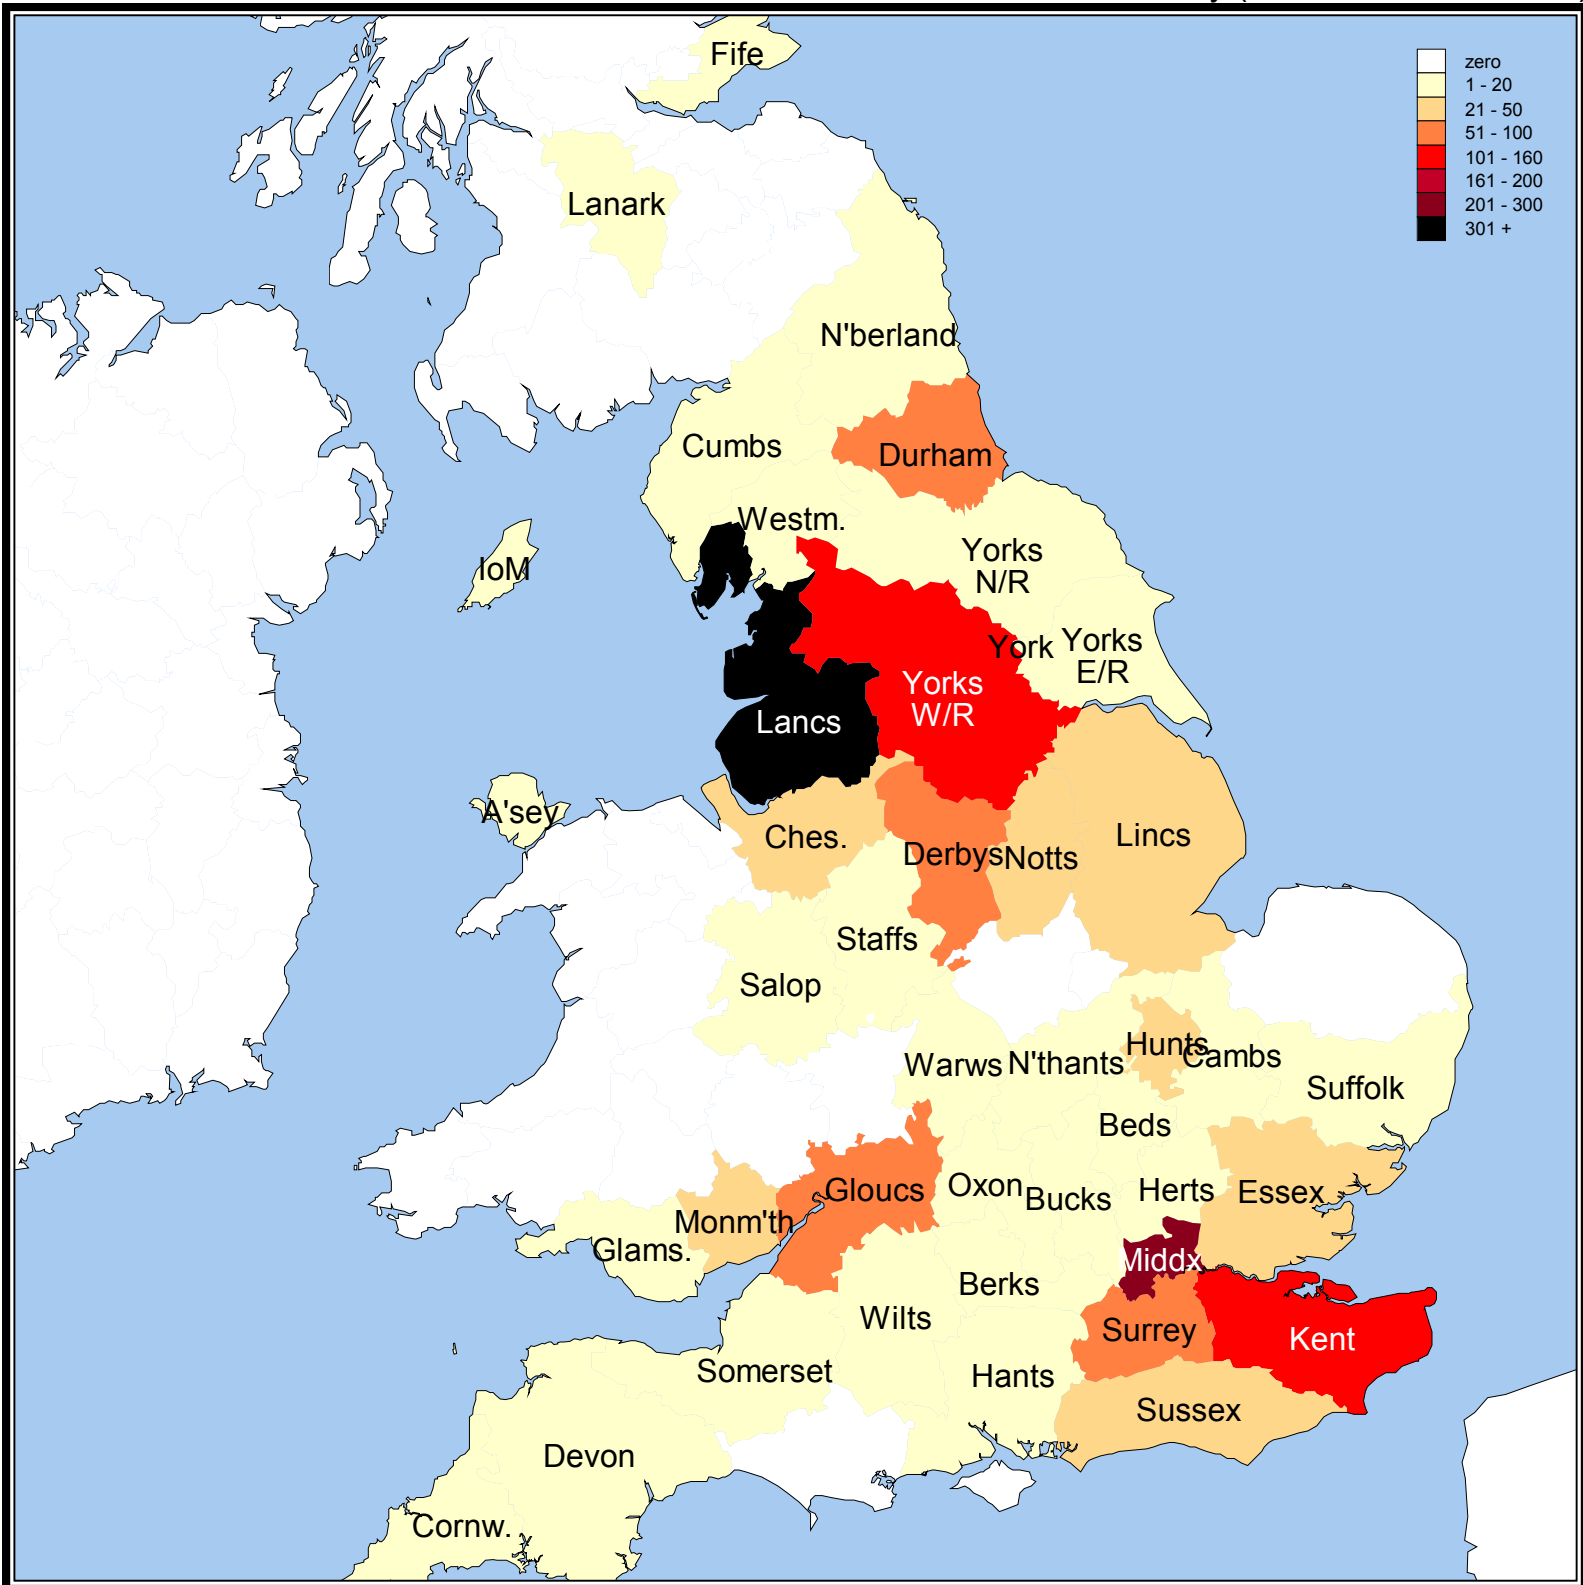 Fife
zero
1 - 20
21 - 50
51 - 100
101 - 160
161 - 200
201 - 300
301 +
Lanark
N'berland
Cumbs
Durham
Westm.
IoM
Yorks
N/R
York
Yorks
E/R
Yorks
W/R
Lancs
A'sey
Ches.
Derbys
Notts
Lincs
Staffs
Salop
Warws
N'thants
Hunts
Cambs
Suffolk
Beds
Gloucs
Oxon
Bucks
Herts
Essex
Monm'th
Glams.
Middx
Berks
Wilts
Surrey
Kent
Somerset
Hants
Sussex
Devon
Cornw.